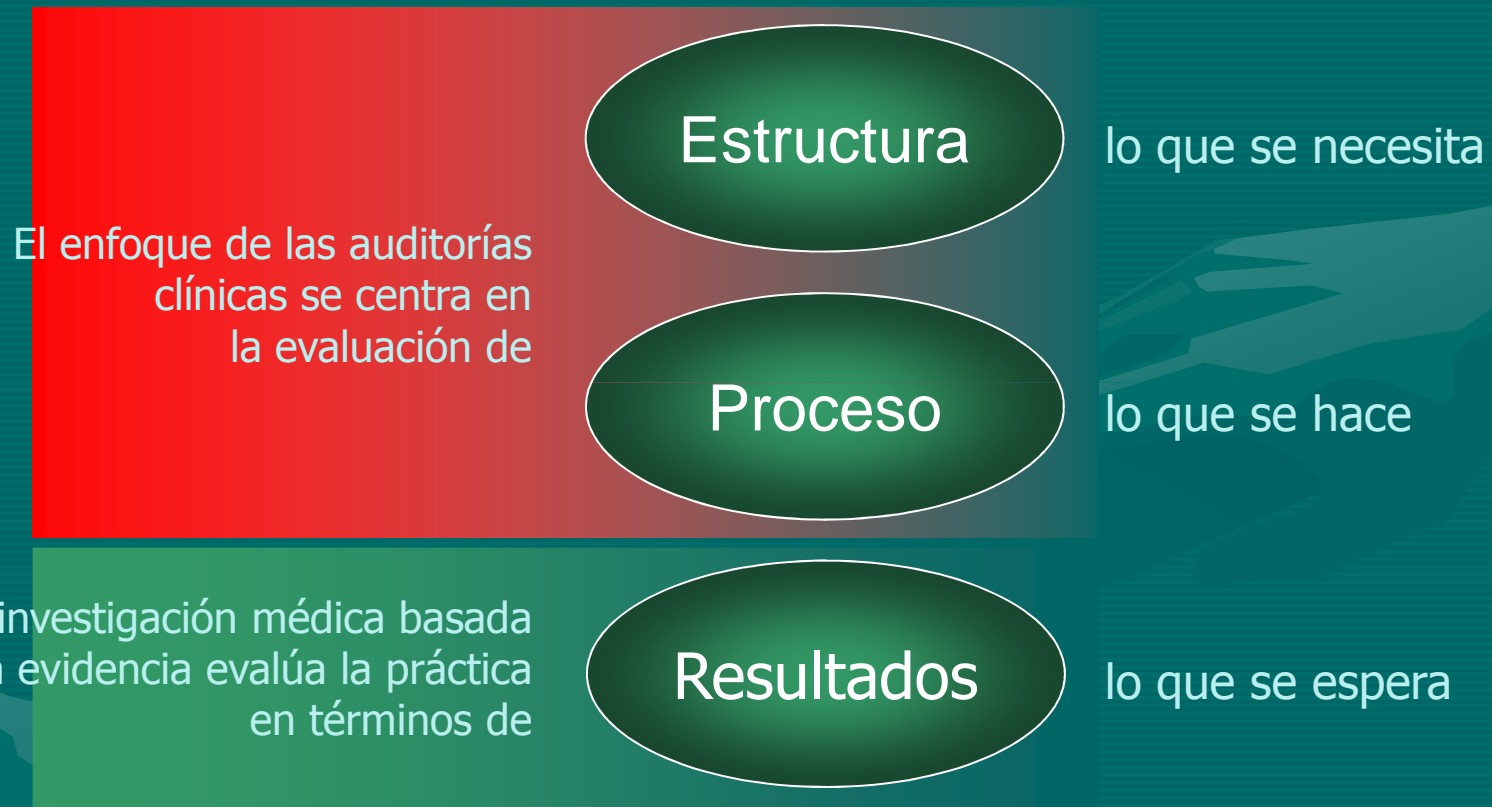 Estructura
lo que se necesita
El enfoque de las auditorías
clínicas se centra en
la evaluación de
Proceso
lo que se hace
investigación médica basada
evidencia evalúa la práctica
en términos de
Resultados
lo que se espera